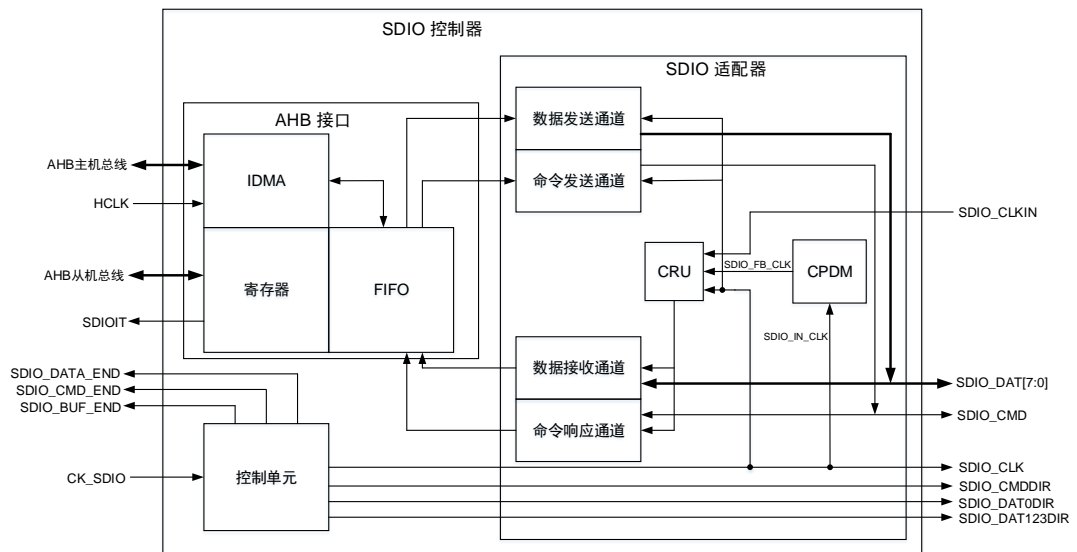 SDIO 控制器
SDIO 适配器
AHB 接口
数据发送通道
AHB主机总线
IDMA
命令发送通道
HCLK
SDIO_CLKIN
CRU
SDIO_FB_CLK
CPDM
AHB从机总线
寄存器
FIFO
SDIOIT
SDIO_IN_CLK
数据接收通道
SDIO_DATA_END
SDIO_DAT[7:0]
SDIO_CMD_END
SDIO_BUF_END
SDIO_CMD
命令响应通道
CK_SDIO
控制单元
SDIO_CLK
SDIO_CMDDIR
SDIO_DAT0DIR
SDIO_DAT123DIR